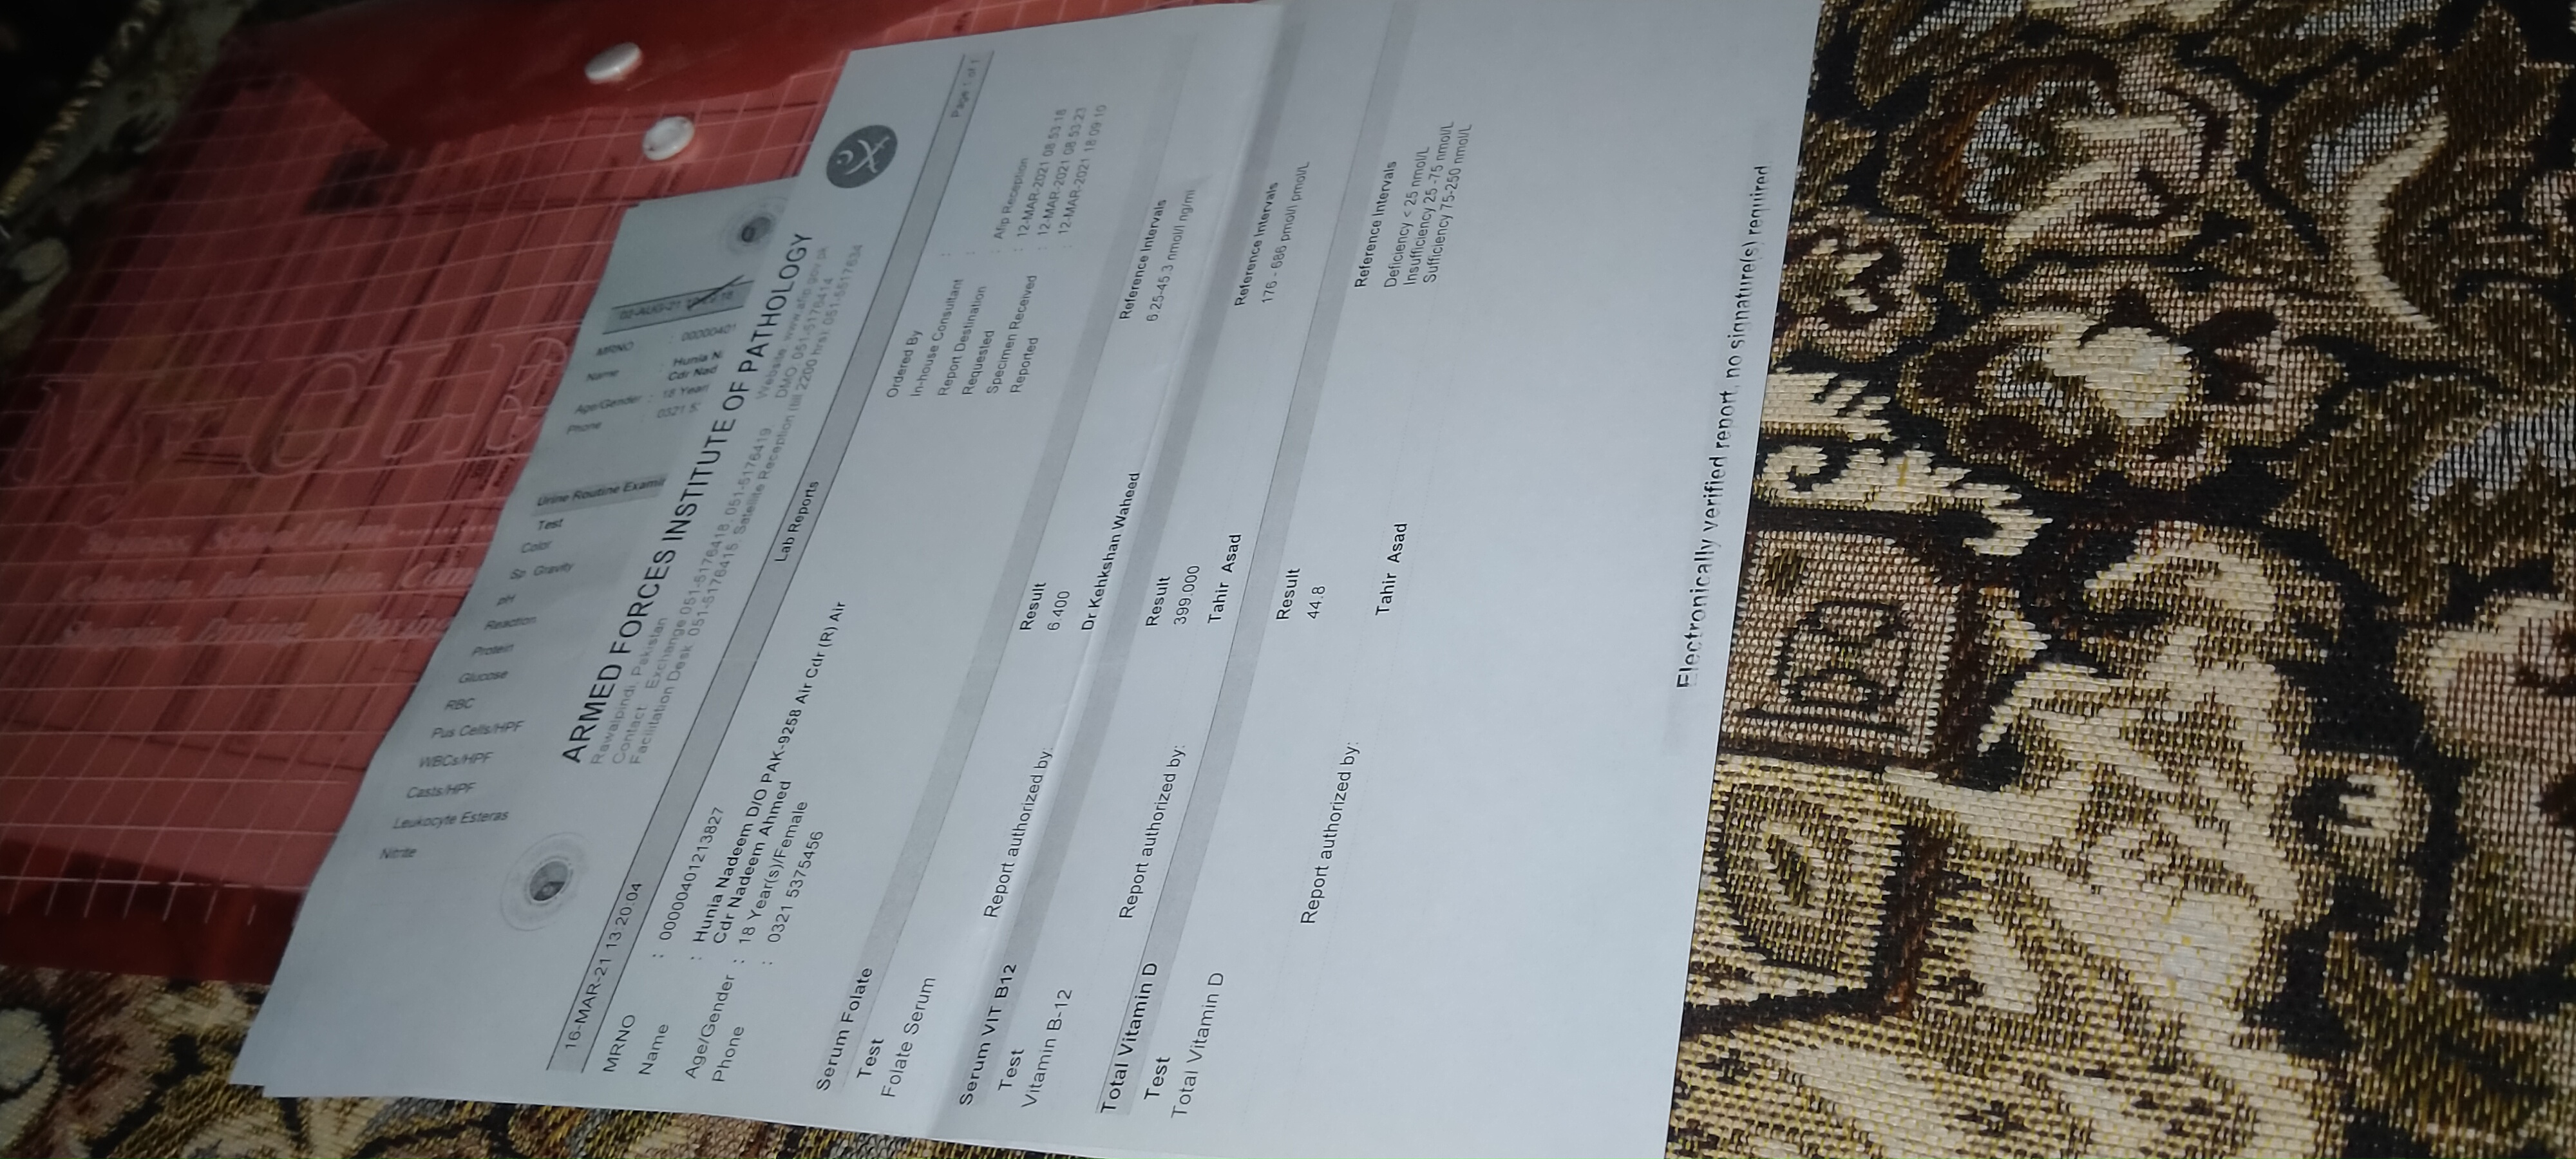 02-AUG-21
MRNO : 00000401
Name : Hunia N
Cdr Nad
Age/Gender : 18 Year
Phone : 0321 5
Urine Routine Exami
Test
Color
Sp. Gravity
pH
Reaction
Protein
Glucose
RBC
Pus Cells/HPF
WBCs/HPF
Casts/HPF
Leukocyte Esteras
Nitrite
ARMED FORCES INSTITUTE OF PATHOLOGY
Rawalpindi, Pakistan Website: www.afip.gov.pk
Contact Exchange 051-5176418, 051-5176419 DMO 051-5176414
Facilitation Desk 051-5176415, Satellite Reception (till 2200 hrs) 051-5517634
16-MAR-21 13:20:04 Lab Reports Page 1 of 1
MRNO : 00000401213827 Ordered By
Name : Hunia Nadeem D/O PAK-9258 Air Cdr (R) Air In-house Consultant :
Cdr Nadeem Ahmed Report Destination : Afip Reception
Age/Gender : 18 Year(s)/Female Requested : 12-MAR-2021 08:53:18
Phone : 0321 5375456 Specimen Received : 12-MAR-2021 08:53:23
Reported : 12-MAR-2021 18:09:10
Serum Folate
Test Result Reference Intervals
Folate Serum 6.400 6.25-45.3 nmol/l ng/ml
Report authorized by: Dr Kehkshan Waheed
Serum VIT B12
Test Result Reference Intervals
Vitamin B-12 399.000 176 - 686 pmol/l pmol/L
Report authorized by: Tahir Asad
Total Vitamin D
Test Result Reference Intervals
Total Vitamin D 44.8 Deficiency < 25 nmol/L
Insufficiency 25 -75 nmol/L
Sufficiency 75-250 nmol/L
Report authorized by: Tahir Asad
Electronically verified report, no signature(s) required